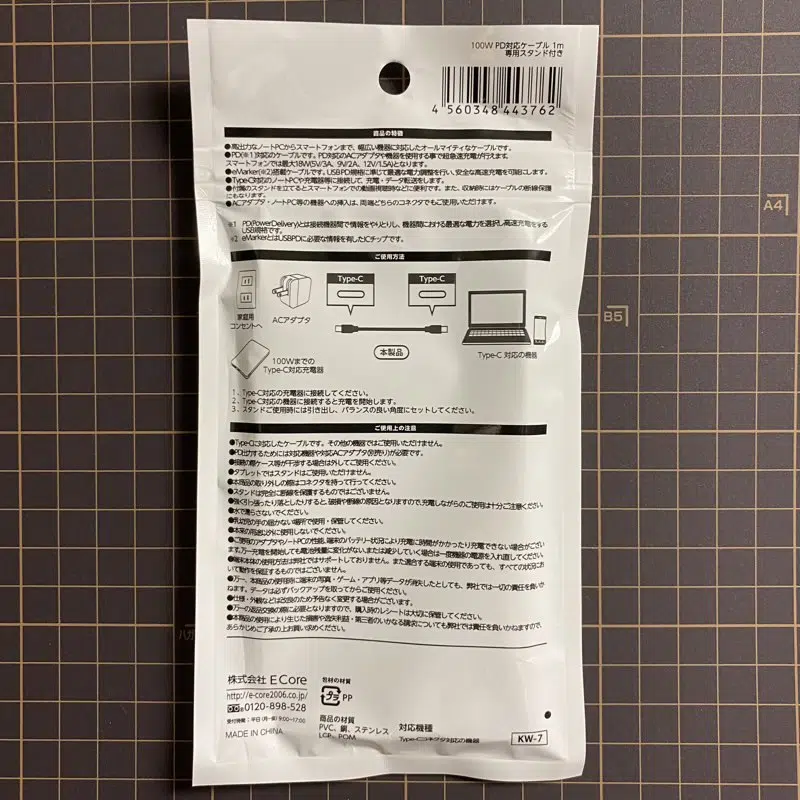 100W PD対応ケーブル 1m
専用スタンド付き
4 560348 443762
商品の特徴
●高出力なノートPCからスマートフォンまで、幅広い機器に対応したオールマイティなケーブルです。
●PD(※1)対応のケーブルです。PD対応のACアダプタや機器を使用する事で超急速充電が行えます。
スマートフォンでは最大18W(5V/3A、9V/2A、12V/1.5A)となります。
●eMarker(※2)搭載ケーブルです。USB PD規格に準じて最適な電力調整を行い、安全な高速充電を可能にします。
●Type-C対応のノートPCや充電器等に接続して、充電・データ転送をします。
●付属のスタンドを立てるとスマートフォンでの動画視聴時などに便利です。また、収納時にはケーブルの断線保護
にもなります。
●ACアダプタ・ノートPC等の機器への挿入は、両端どちらのコネクタでもご使用いただけます。
※1 PD(PowerDelivery)とは接続機器間で情報をやりとりし、機器間における最適な電力を選択し高速充電をする
USB規格です。
※2 eMarkerとはUSBPDに必要な情報を有したICチップです。
ご使用方法
Type-C
Type-C
家庭用
コンセントへ
ACアダプタ
本製品
Type-C 対応の機器
100Wまでの
Type-C対応充電器
1、Type-C対応の充電器に接続してください。
2、Type-C対応の機器に接続すると充電を開始します。
3、スタンドご使用時には引き出し、バランスの良い角度にセットしてください。
ご使用上の注意
●Type-Cに対応したケーブルです。その他の機器ではご使用いただけません。
●PD出力するためには対応機器や対応ACアダプタ(別売り)が必要です。
●接続の際ケース等が干渉する場合は外してご使用ください。
●タブレットではスタンドはご使用いただけません。
●本商品の取り外しの際はコネクタを持って行ってください。
●スタンドは完全に断線を保護するものではございません。
●強く引っ張ったり落としたりすると、破損や断線の原因となりますので、充電しながらのご使用は十分ご注意ください。
●水で濡らさないでください。
●乳幼児の手の届かない場所で使用・保管してください。
●本来の用途以外に使用しないでください。
●ご使用のアダプタやノートPCの性能、端末のバッテリー状況により充電に時間がかかったり充電できない場合がござい
ます。万一充電を開始しても電池残量に変化がない、または減少していく場合は一度機器の電源を入れ直してください。
●端末本体の使用方法は弊社ではサポートしておりません。また適合する端末の使用であっても、すべての状況にお
いて動作を保証するものではございません。
●万一、本商品の使用時に端末の写真・ゲーム・アプリ等データが消失したとしても、弊社では一切の責任を負いか
ねます。データは必ずバックアップを取ってからご使用ください。
●仕様・外観などは改良のため予告なく変更する場合がございます。
●万一の返品交換の際に必要となりますので、購入時のレシートは大切に保管してください。
●本商品の使用により生じた損害や逸失利益・第三者のいかなる請求についても弊社では責任を負いかねますので、
あらかじめご了承の上お買い求めください。
株式会社 E Core
http://e-core2006.co.jp/
0120-898-528
受付時間：平日(月〜金) 9:00〜17:00
MADE IN CHINA
包材の材質
プラ PP
商品の材質
PVC、銅、ステンレス
LCP、POM
対応機種
Type-Cコネクタ対応の機器
KW-7
A4
B5